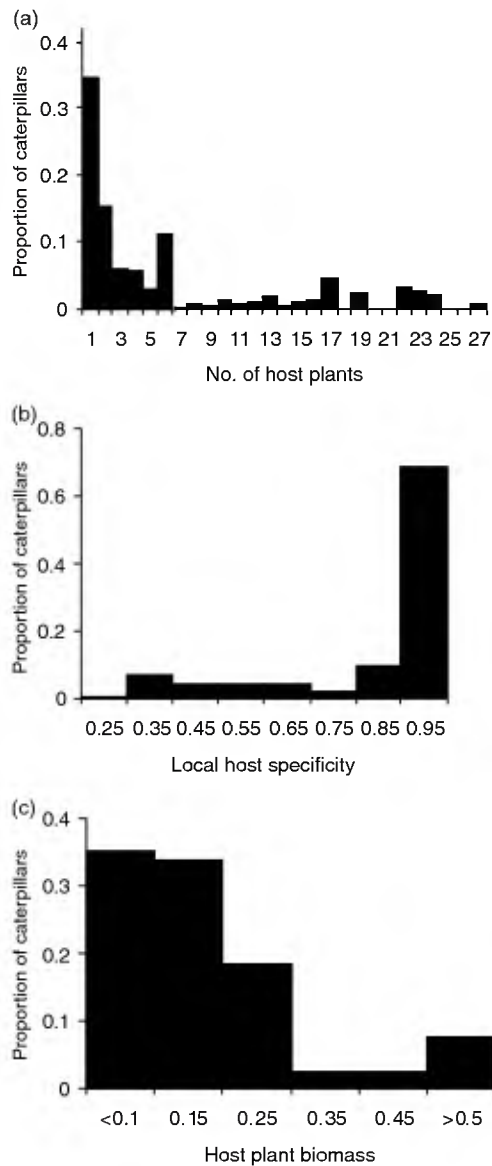 (a)
Proportion of caterpillars
0.4
0.3
0.2
0.1
0
1 3 5 7 9 11 13 15 17 19 21 23 25 27
No. of host plants
(b)
Proportion of caterpillars
0.8
0.6
0.4
0.2
0
0.25 0.35 0.45 0.55 0.65 0.75 0.85 0.95
Local host specificity
(c)
Proportion of caterpillars
0.4
0.3
0.2
0.1
0
<0.1 0.15 0.25 0.35 0.45 >0.5
Host plant biomass